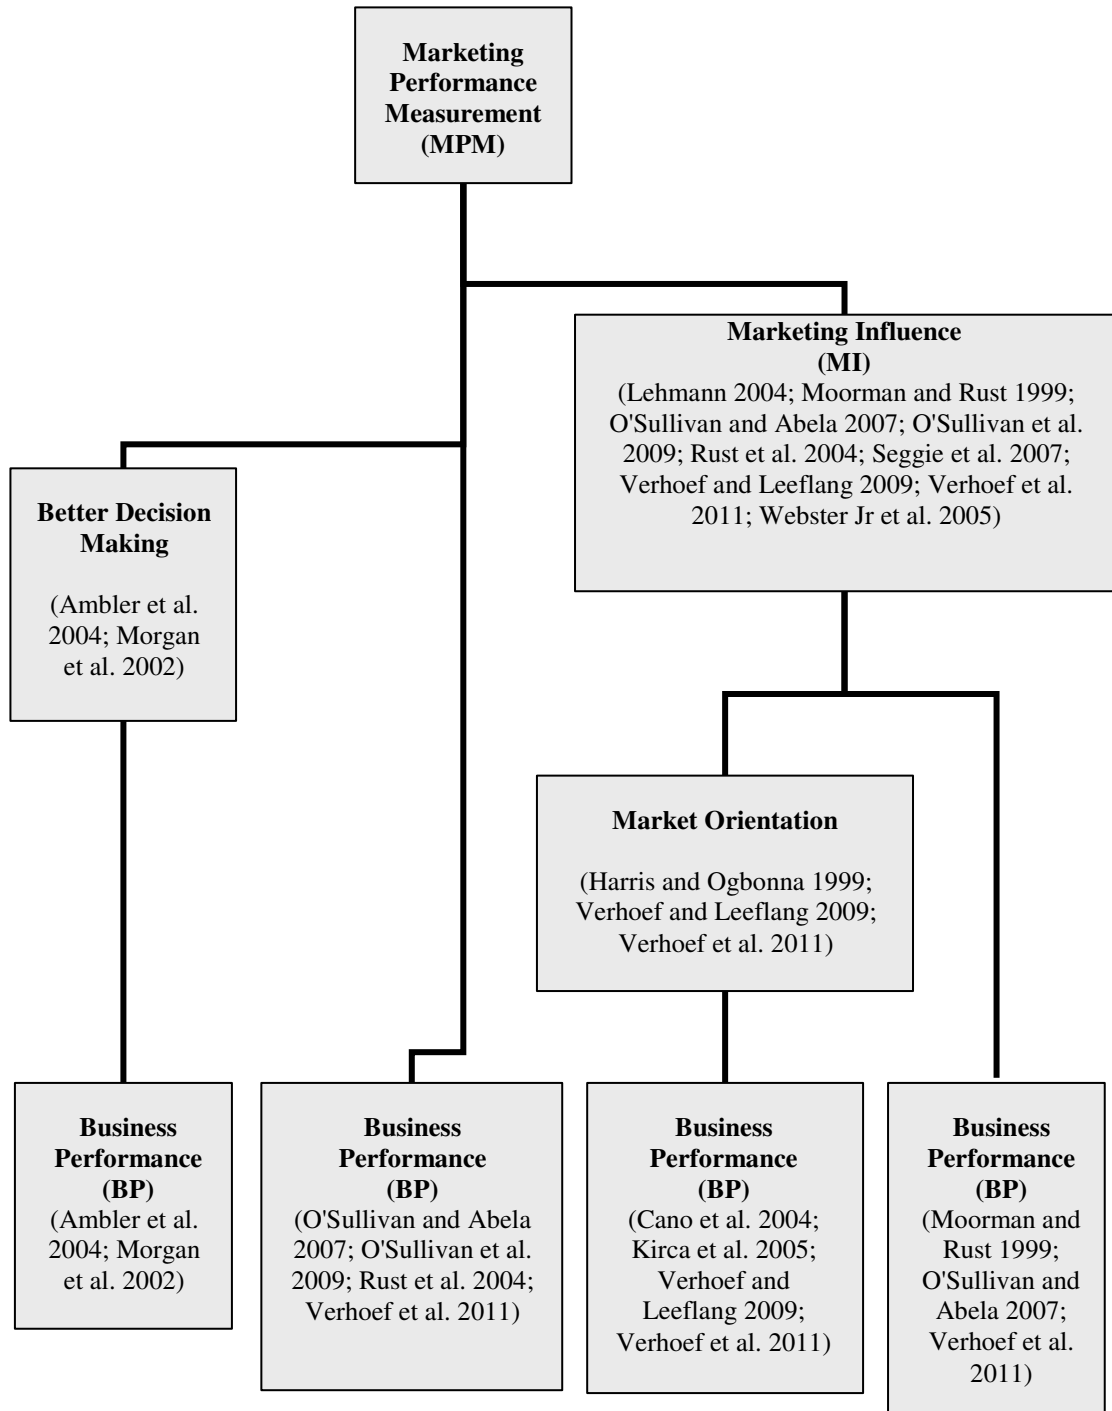 Marketing
Performance
Measurement
(MPM)
Marketing Influence
(MI)
(Lehmann 2004; Moorman and Rust 1999;
O'Sullivan and Abela 2007; O'Sullivan et al.
2009; Rust et al. 2004; Seggie et al. 2007;
Verhoef and Leeflang 2009; Verhoef et al.
2011; Webster Jr et al. 2005)
Better Decision
Making
(Ambler et al.
2004; Morgan
et al. 2002)
Market Orientation
(Harris and Ogbonna 1999;
Verhoef and Leeflang 2009;
Verhoef et al. 2011)
Business
Performance
(BP)
(Ambler et al.
2004; Morgan
et al. 2002)
Business
Performance
(BP)
(O'Sullivan and Abela
2007; O'Sullivan et al.
2009; Rust et al. 2004;
Verhoef et al. 2011)
Business
Performance
(BP)
(Cano et al. 2004;
Kirca et al. 2005;
Verhoef and
Leeflang 2009;
Verhoef et al. 2011)
Business
Performance
(BP)
(Moorman and
Rust 1999;
O'Sullivan and
Abela 2007;
Verhoef et al.
2011)